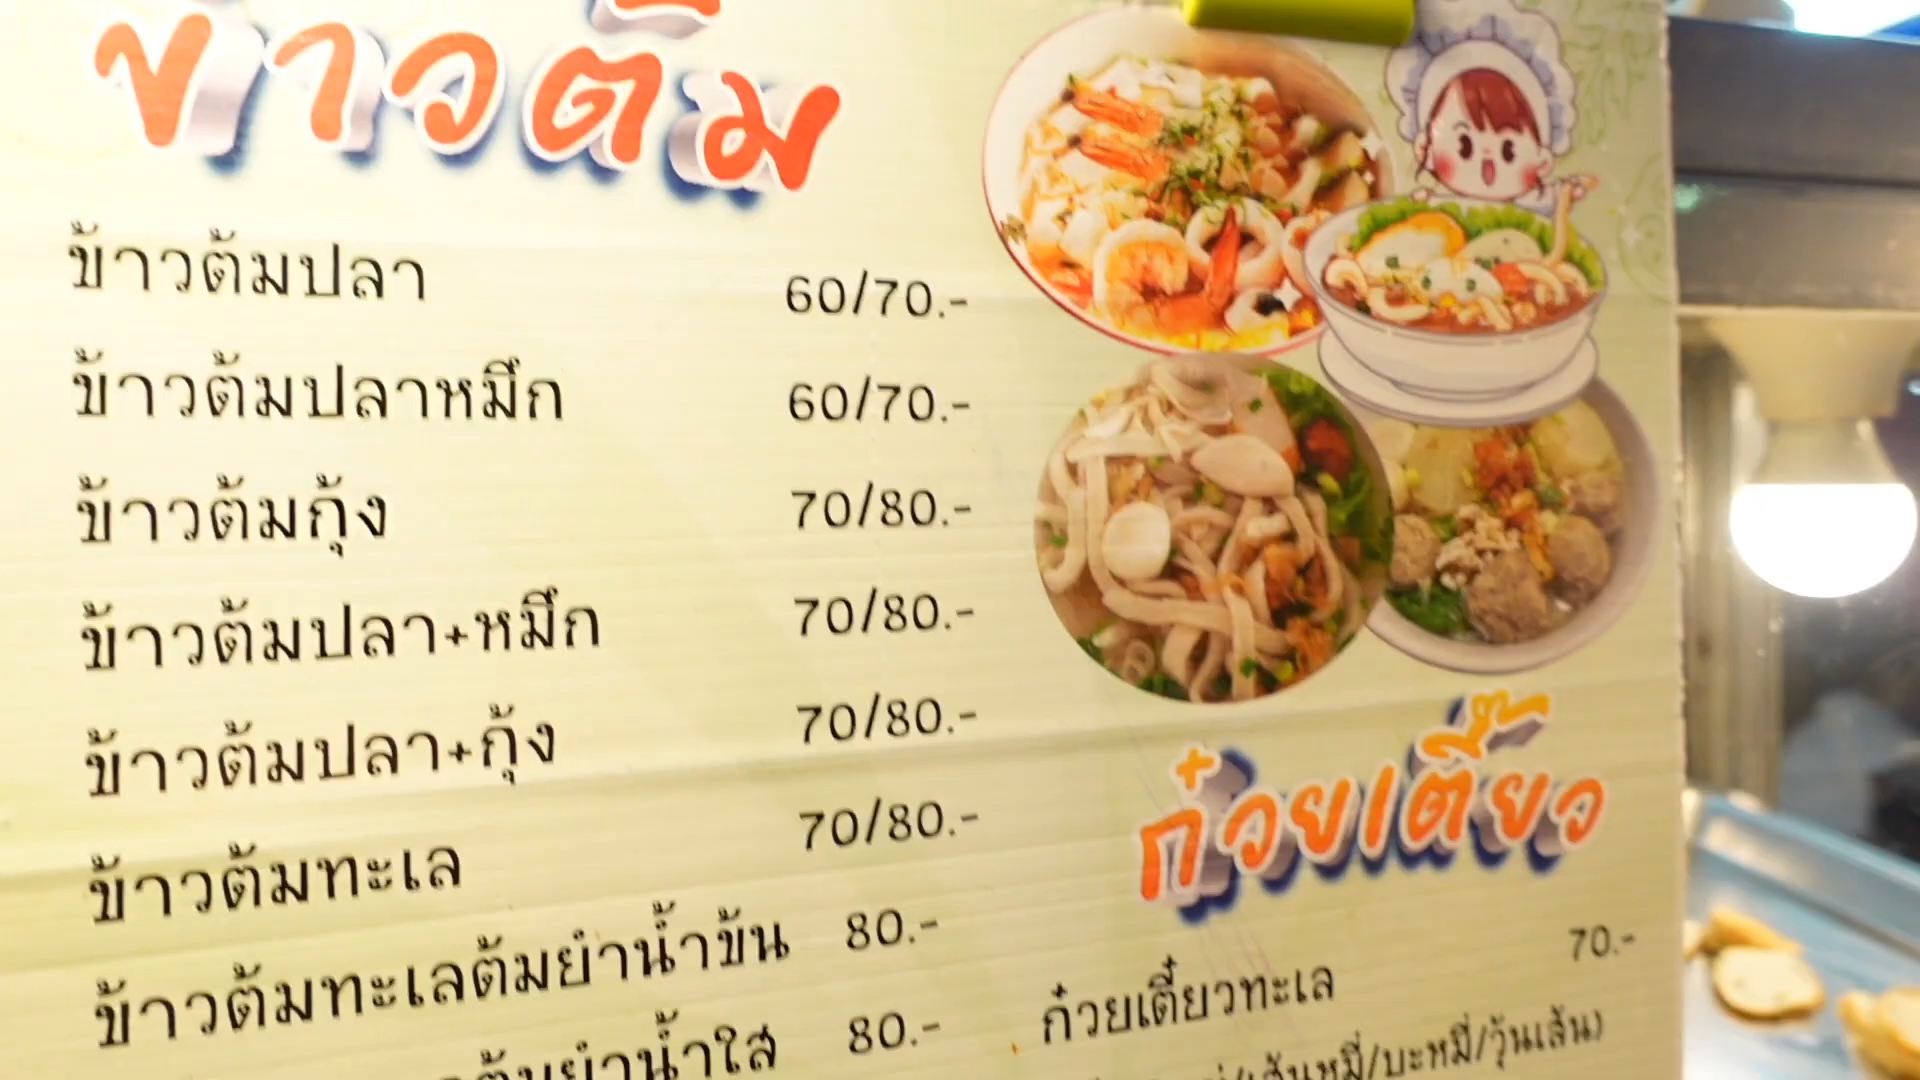 ข้าวต้ม
ข้าวต้มปลา 60/70.-
ข้าวต้มปลาหมึก 60/70.-
ข้าวต้มกุ้ง 70/80.-
ข้าวต้มปลา+หมึก 70/80.-
ข้าวต้มปลา+กุ้ง 70/80.-
ข้าวต้มทะเล 70/80.-
ข้าวต้มทะเลต้มยำน้ำข้น 80.-
ต้มยำน้ำใส 80.-
ก๋วยเตี๋ยว
ก๋วยเตี๋ยวทะเล 70.-
/เส้นหมี่/บะหมี่/วุ้นเส้น)